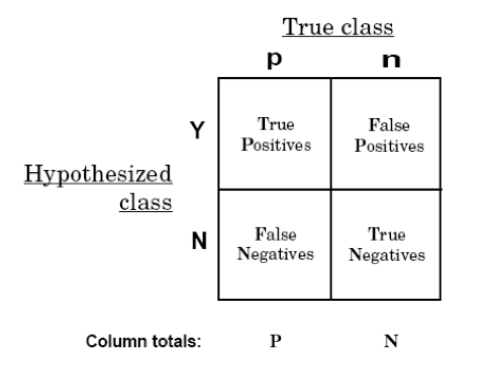 True class
p n
Y True Positives False Positives
Hypothesized class
N False Negatives True Negatives
Column totals: P N